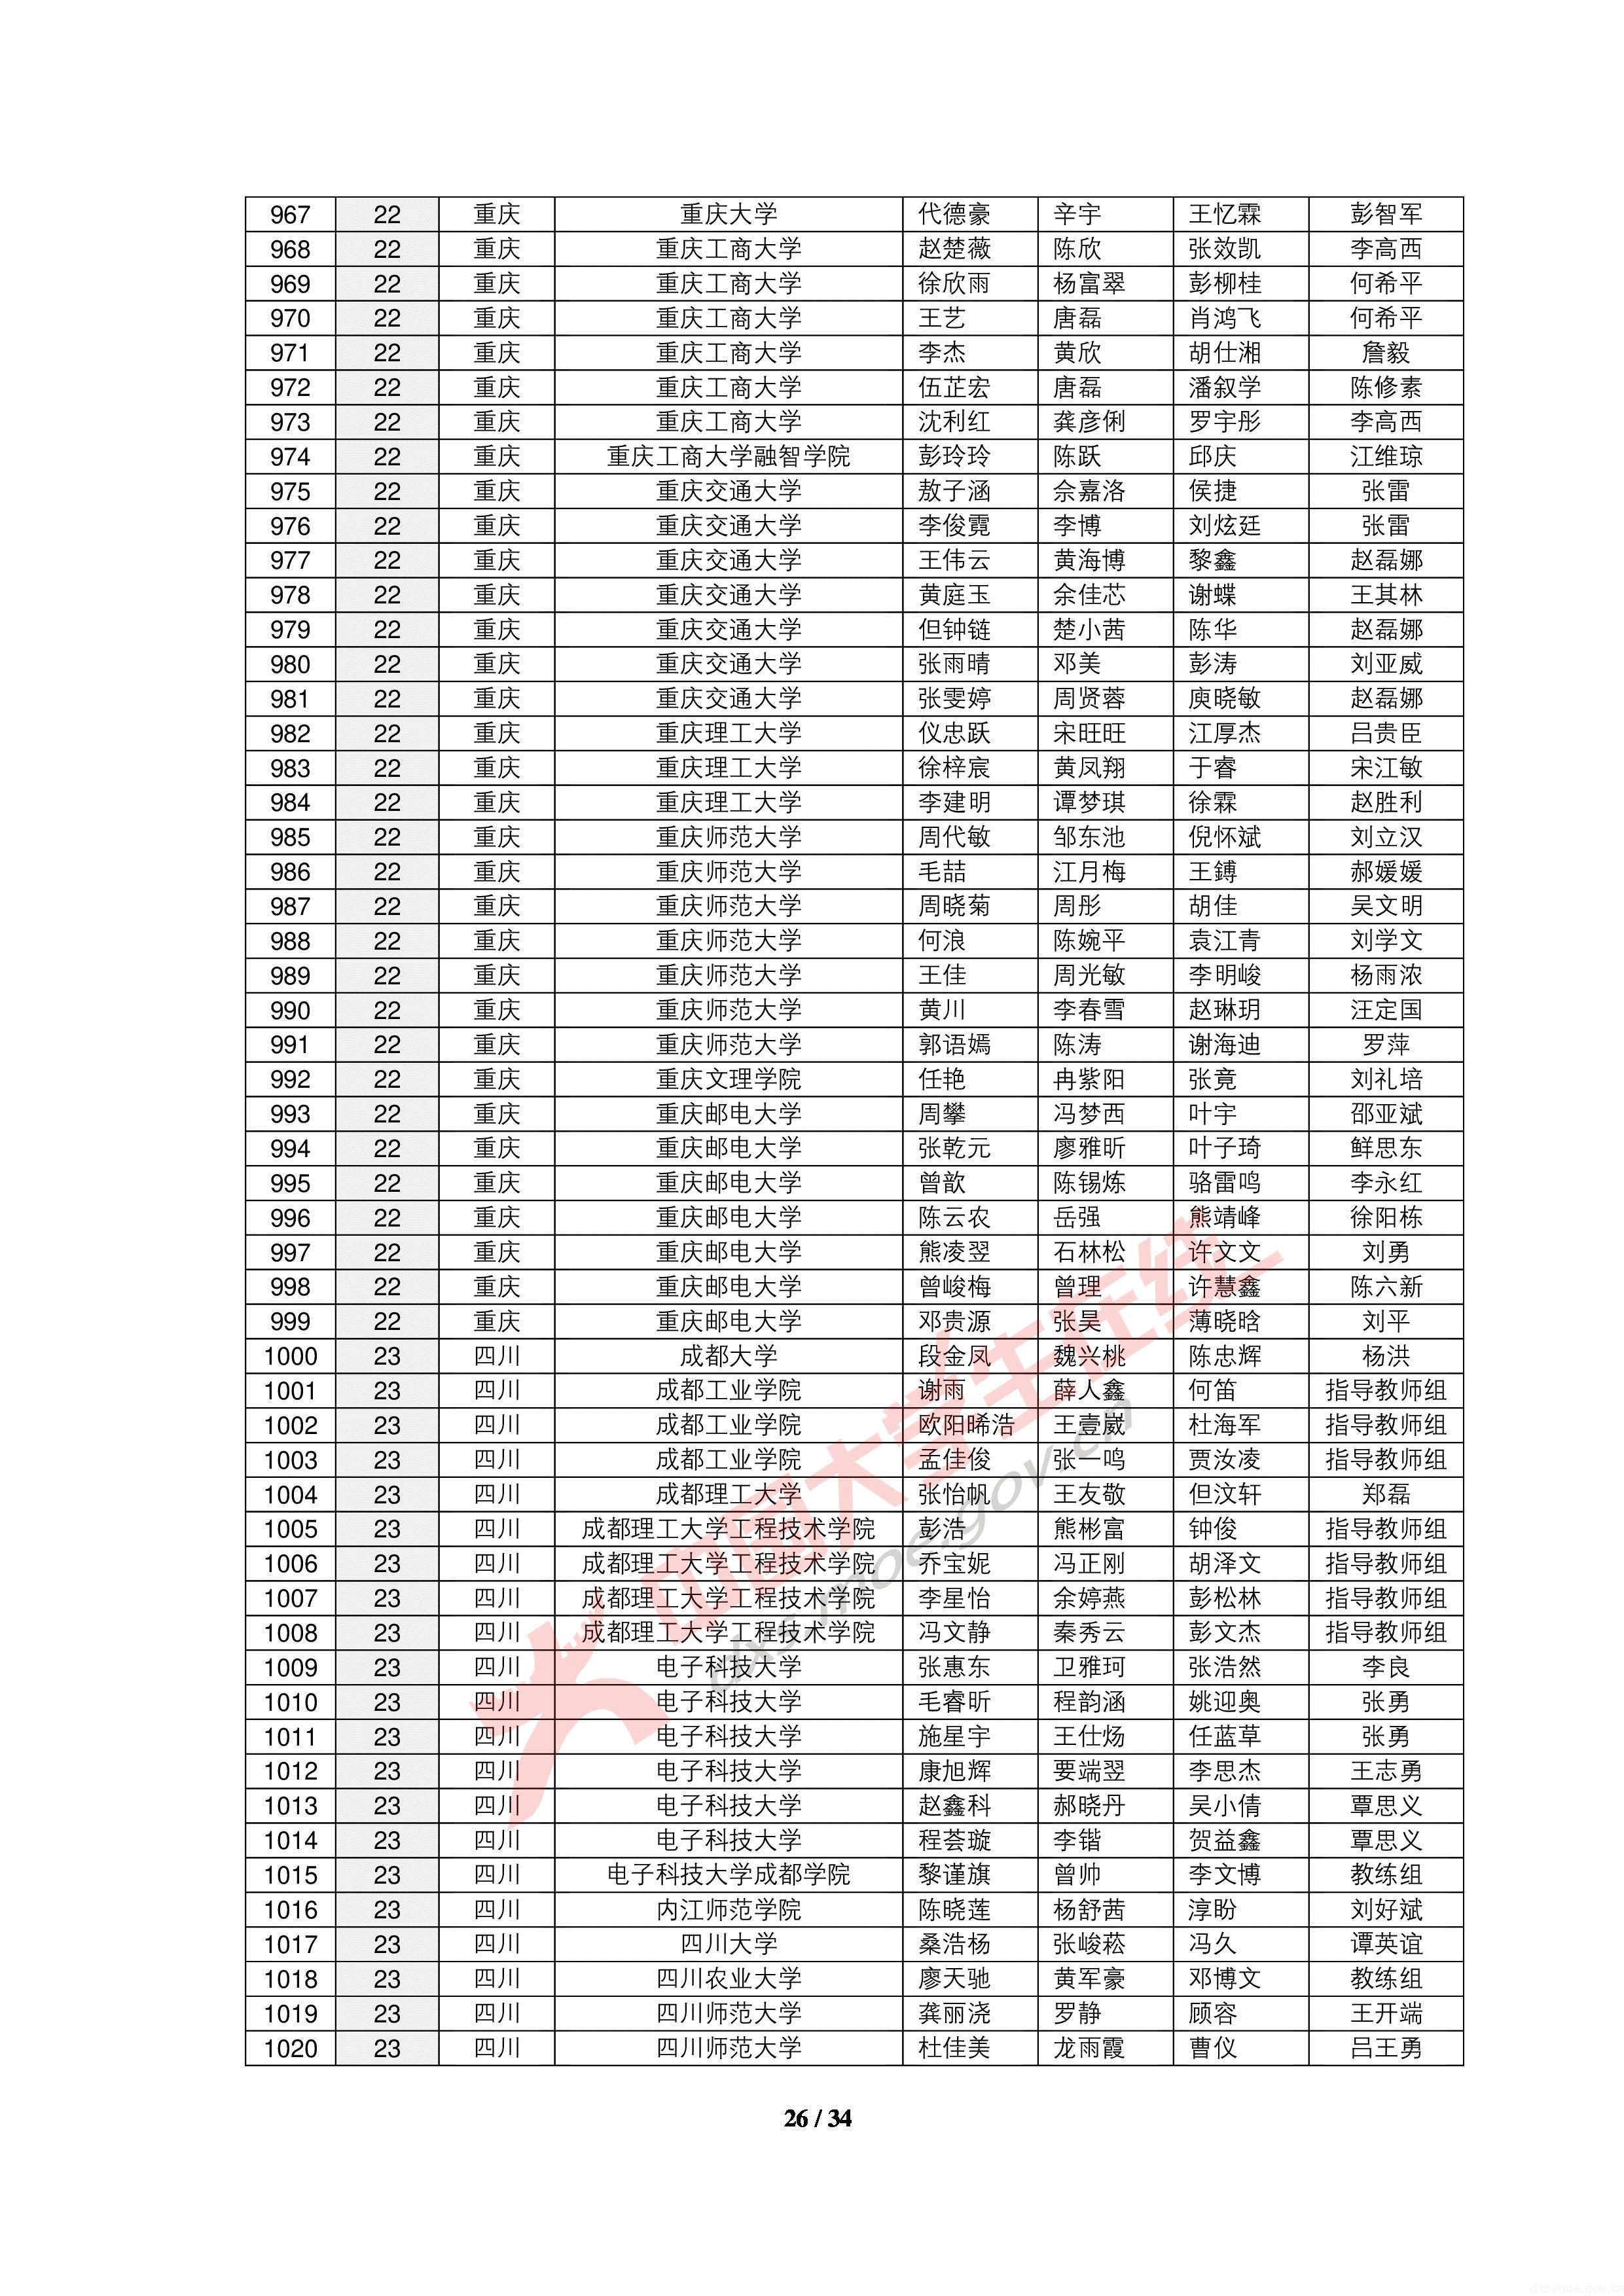 967 22 重庆 重庆大学 代德豪 辛宇 王忆霖 彭智军
968 22 重庆 重庆工商大学 赵楚薇 陈欣 张效凯 李高西
969 22 重庆 重庆工商大学 徐欣雨 杨富翠 彭柳桂 何希平
970 22 重庆 重庆工商大学 王艺 唐磊 肖鸿飞 何希平
971 22 重庆 重庆工商大学 李杰 黄欣 胡仕湘 詹毅
972 22 重庆 重庆工商大学 伍芷宏 唐磊 潘叙学 陈修素
973 22 重庆 重庆工商大学 沈利红 龚彦俐 罗宇彤 李高西
974 22 重庆 重庆工商大学融智学院 彭玲玲 陈跃 邱庆 江维琼
975 22 重庆 重庆交通大学 敖子涵 佘嘉洛 侯捷 张雷
976 22 重庆 重庆交通大学 李俊霓 李博 刘炫廷 张雷
977 22 重庆 重庆交通大学 王伟云 黄海博 黎鑫 赵磊娜
978 22 重庆 重庆交通大学 黄庭玉 余佳芯 谢蝶 王其林
979 22 重庆 重庆交通大学 但钟链 楚小茜 陈华 赵磊娜
980 22 重庆 重庆交通大学 张雨晴 邓美 彭涛 刘亚威
981 22 重庆 重庆交通大学 张雯婷 周贤蓉 庾晓敏 赵磊娜
982 22 重庆 重庆理工大学 仪忠跃 宋旺旺 江厚杰 吕贵臣
983 22 重庆 重庆理工大学 徐梓宸 黄凤翔 于睿 宋江敏
984 22 重庆 重庆理工大学 李建明 谭梦琪 徐霖 赵胜利
985 22 重庆 重庆师范大学 周代敏 邹东池 倪怀斌 刘立汉
986 22 重庆 重庆师范大学 毛喆 江月梅 王鎛 郝媛媛
987 22 重庆 重庆师范大学 周晓菊 周彤 胡佳 吴文明
988 22 重庆 重庆师范大学 何浪 陈婉平 袁江青 刘学文
989 22 重庆 重庆师范大学 王佳 周光敏 李明峻 杨雨浓
990 22 重庆 重庆师范大学 黄川 李春雪 赵琳玥 汪定国
991 22 重庆 重庆师范大学 郭语嫣 陈涛 谢海迪 罗萍
992 22 重庆 重庆文理学院 任艳 冉紫阳 张竟 刘礼培
993 22 重庆 重庆邮电大学 周攀 冯梦西 叶宇 邵亚斌
994 22 重庆 重庆邮电大学 张乾元 廖雅昕 叶子琦 鲜思东
995 22 重庆 重庆邮电大学 曾歆 陈锡炼 骆雷鸣 李永红
996 22 重庆 重庆邮电大学 陈云农 岳强 熊靖峰 徐阳栋
997 22 重庆 重庆邮电大学 熊凌翌 石林松 许文文 刘勇
998 22 重庆 重庆邮电大学 曾峻梅 曾理 许慧鑫 陈六新
999 22 重庆 重庆邮电大学 邓贵源 张昊 薄晓晗 刘平
1000 23 四川 成都大学 段金凤 魏兴桃 陈忠辉 杨洪
1001 23 四川 成都工业学院 谢雨 薛人鑫 何笛 指导教师组
1002 23 四川 成都工业学院 欧阳晞浩 王壹崴 杜海军 指导教师组
1003 23 四川 成都工业学院 孟佳俊 张一鸣 贾汝凌 指导教师组
1004 23 四川 成都理工大学 张怡帆 王友敬 但汶轩 郑磊
1005 23 四川 成都理工大学工程技术学院 彭浩 熊彬富 钟俊 指导教师组
1006 23 四川 成都理工大学工程技术学院 乔宝妮 冯正刚 胡泽文 指导教师组
1007 23 四川 成都理工大学工程技术学院 李星怡 余婷燕 彭松林 指导教师组
1008 23 四川 成都理工大学工程技术学院 冯文静 秦秀云 彭文杰 指导教师组
1009 23 四川 电子科技大学 张惠东 卫雅珂 张浩然 李良
1010 23 四川 电子科技大学 毛睿昕 程韵涵 姚迎奥 张勇
1011 23 四川 电子科技大学 施星宇 王仕炀 任蓝草 张勇
1012 23 四川 电子科技大学 康旭辉 要端翌 李思杰 王志勇
1013 23 四川 电子科技大学 赵鑫科 郝晓丹 吴小倩 覃思义
1014 23 四川 电子科技大学 程荟璇 李锴 贺益鑫 覃思义
1015 23 四川 电子科技大学成都学院 黎谨旗 曾帅 李文博 教练组
1016 23 四川 内江师范学院 陈晓莲 杨舒茜 淳盼 刘好斌
1017 23 四川 四川大学 桑浩杨 张峻菘 冯久 谭英谊
1018 23 四川 四川农业大学 廖天驰 黄军豪 邓博文 教练组
1019 23 四川 四川师范大学 龚丽浇 罗静 顾容 王开端
1020 23 四川 四川师范大学 杜佳美 龙雨霞 曹仪 吕王勇
中国大学生在线
dxs.moe.gov.cn
26 / 34
dxs.moe.gov.cn